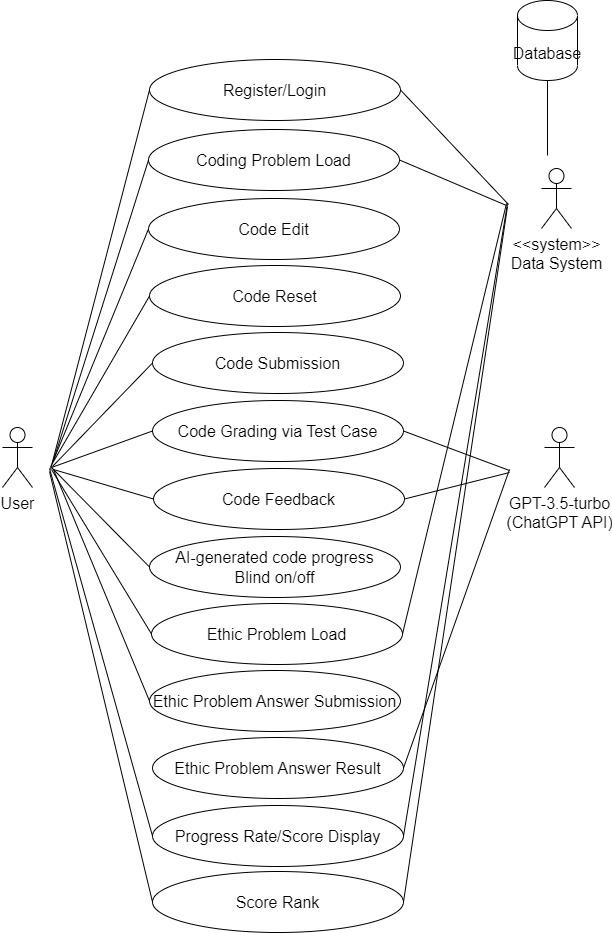 Database
Register/Login
Coding Problem Load
Code Edit
<<system>>
Data System
Code Reset
Code Submission
Code Grading via Test Case
User
Code Feedback
GPT-3.5-turbo
(ChatGPT API)
AI-generated code progress
Blind on/off
Ethic Problem Load
Ethic Problem Answer Submission
Ethic Problem Answer Result
Progress Rate/Score Display
Score Rank